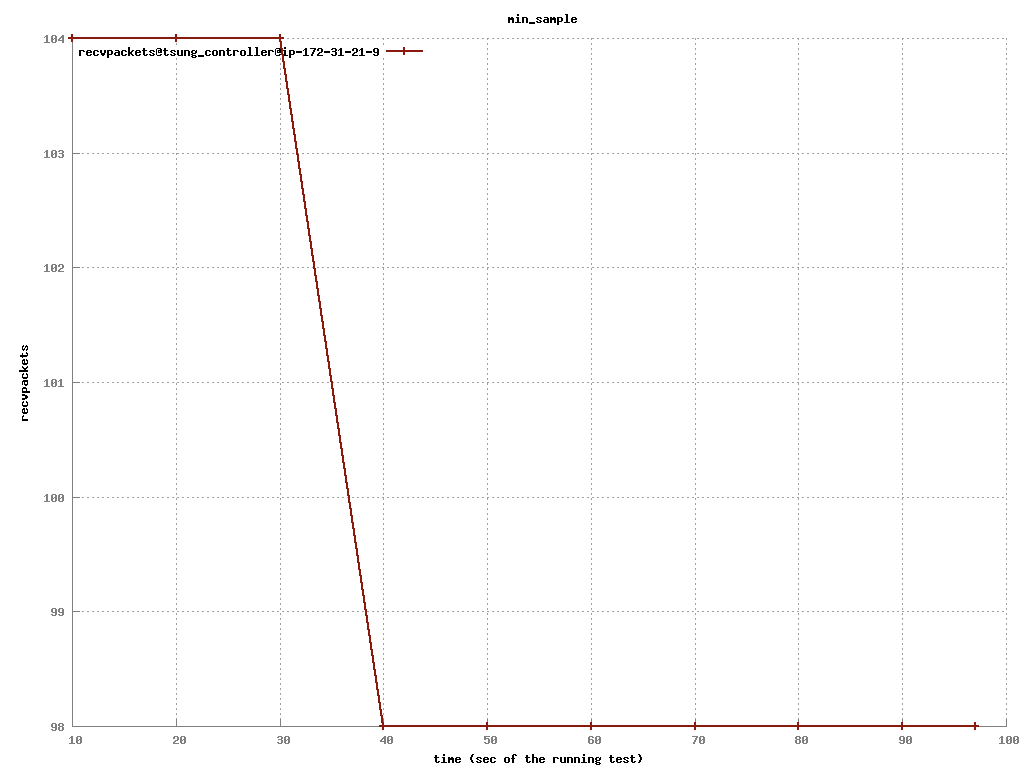 min_sample
104
recvpackets@tsung_controller@ip-172-31-21-9
103
102
101
100
99
98
recvpackets
10 20 30 40 50 60 70 80 90 100
time (sec of the running test)